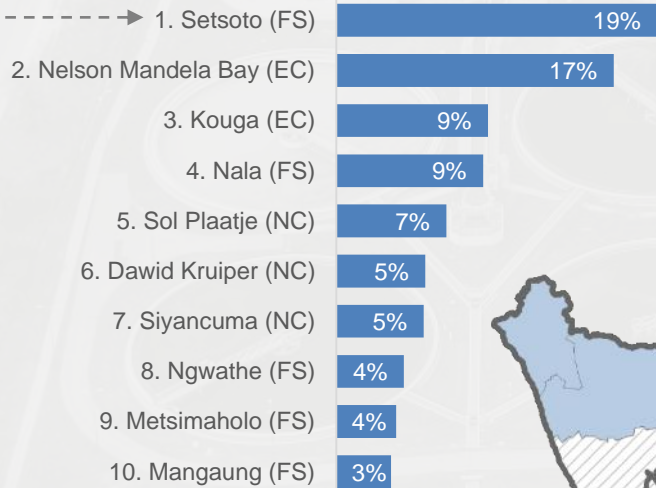 1. Setsoto (FS) 19%
2. Nelson Mandela Bay (EC) 17%
3. Kouga (EC) 9%
4. Nala (FS) 9%
5. Sol Plaatje (NC) 7%
6. Dawid Kruiper (NC) 5%
7. Siyancuma (NC) 5%
8. Ngwathe (FS) 4%
9. Metsimaholo (FS) 4%
10. Mangaung (FS) 3%